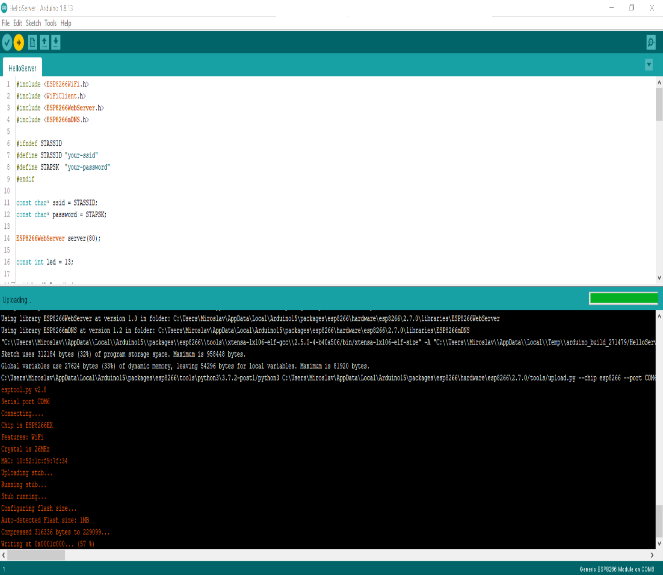 HelloServer | Arduino 1.8.13
File Edit Sketch Tools Help
HelloServer
1 #include <ESP8266WiFi.h>
2 #include <WiFiClient.h>
3 #include <ESP8266WebServer.h>
4 #include <ESP8266mDNS.h>
5
6 #ifndef STASSID
7 #define STASSID "your-ssid"
8 #define STAPSK "your-password"
9 #endif
10
11 const char* ssid = STASSID;
12 const char* password = STAPSK;
13
14 ESP8266WebServer server(80);
15
16 const int led = 13;
17
Uploading...
Using library ESP8266WebServer at version 1.0 in folder: C:\Users\Miroslav\AppData\Local\Arduino15\packages\esp8266\hardware\esp8266\2.7.0\libraries\ESP8266WebServer
Using library ESP8266mDNS at version 1.2 in folder: C:\Users\Miroslav\AppData\Local\Arduino15\packages\esp8266\hardware\esp8266\2.7.0\libraries\ESP8266mDNS
"C:\\Users\\Miroslav\\AppData\\Local\\Arduino15\\packages\\esp8266\\tools\\xtensa-lx106-elf-gcc\\2.5.0-4-b40a506/bin/xtensa-lx106-elf-size" -A "C:\\Users\\Miroslav\\AppData\\Local\\Temp\\arduino_build_271479/HelloServ
Sketch uses 312184 bytes (32%) of program storage space. Maximum is 958448 bytes.
Global variables use 27624 bytes (33%) of dynamic memory, leaving 54296 bytes for local variables. Maximum is 81920 bytes.
C:\Users\Miroslav\AppData\Local\Arduino15\packages\esp8266\tools\python3\3.7.2-post1/python3 C:\Users\Miroslav\AppData\Local\Arduino15\packages\esp8266\hardware\esp8266\2.7.0/tools/upload.py --chip esp8266 --port COM6
esptool.py v2.8
Serial port COM6
Connecting....
Chip is ESP8266EX
Features: WiFi
Crystal is 26MHz
Uploading stub...
Running stub...
Stub running...
Configuring flash size...
Auto-detected Flash size: 1MB
Compressed 316336 bytes to 229099...
Writing at 0x0001c000... (57 %)
1
Generic ESP8266 Module on COM6